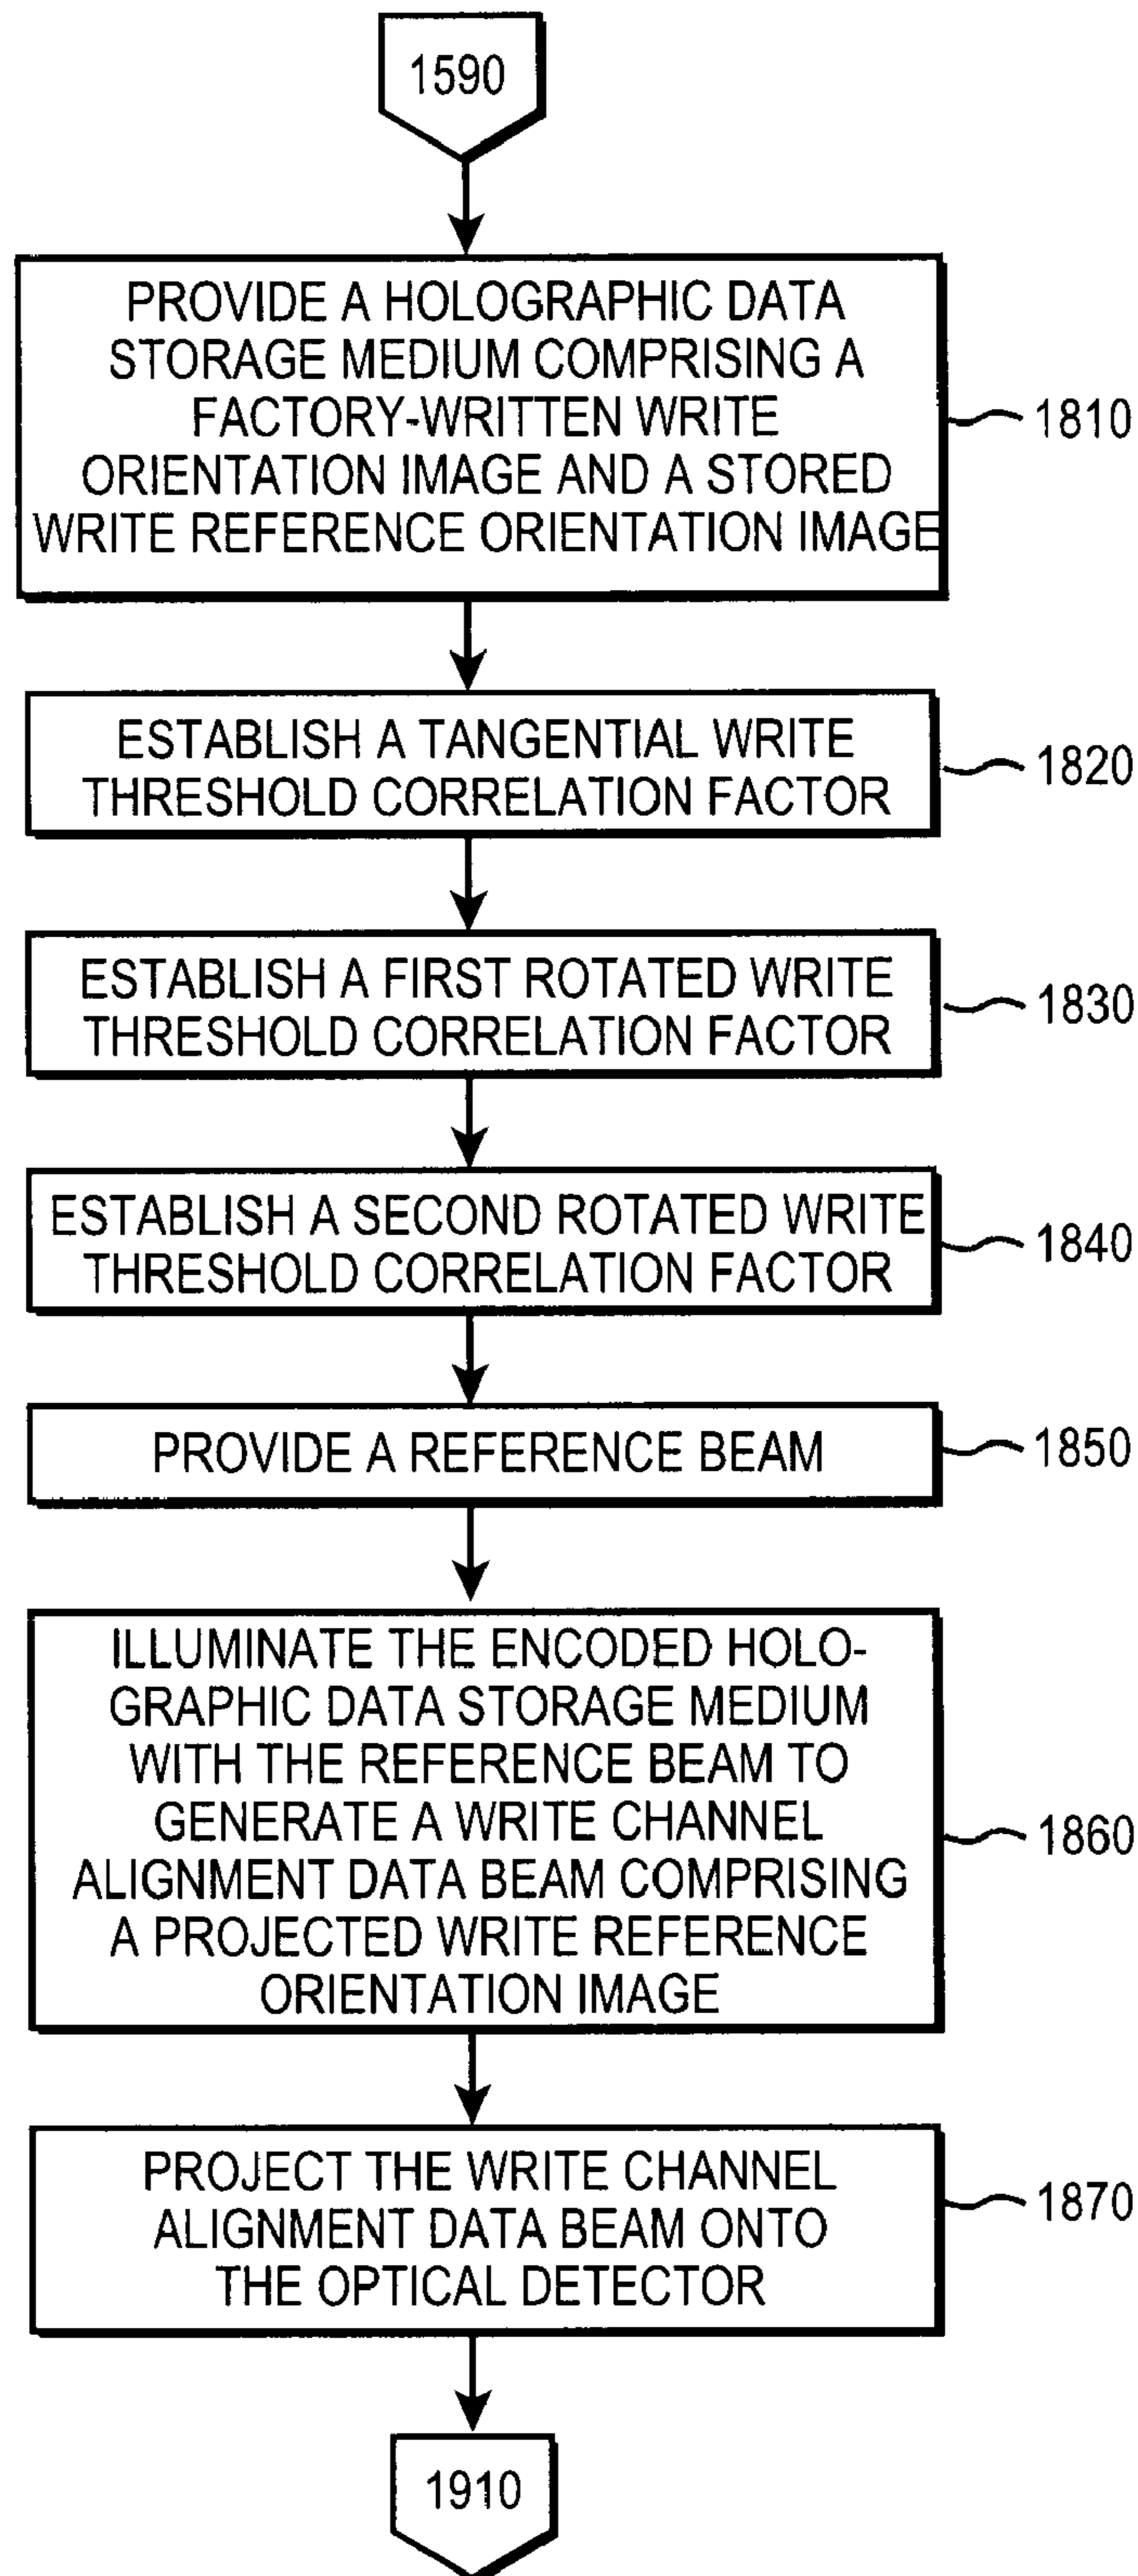 1590
PROVIDE A HOLOGRAPHIC DATA
STORAGE MEDIUM COMPRISING A
FACTORY-WRITTEN WRITE
ORIENTATION IMAGE AND A STORED
WRITE REFERENCE ORIENTATION IMAGE
1810
ESTABLISH A TANGENTIAL WRITE
THRESHOLD CORRELATION FACTOR
1820
ESTABLISH A FIRST ROTATED WRITE
THRESHOLD CORRELATION FACTOR
1830
ESTABLISH A SECOND ROTATED WRITE
THRESHOLD CORRELATION FACTOR
1840
PROVIDE A REFERENCE BEAM
1850
ILLUMINATE THE ENCODED HOLO-
GRAPHIC DATA STORAGE MEDIUM
WITH THE REFERENCE BEAM TO
GENERATE A WRITE CHANNEL
ALIGNMENT DATA BEAM COMPRISING
A PROJECTED WRITE REFERENCE
ORIENTATION IMAGE
1860
PROJECT THE WRITE CHANNEL
ALIGNMENT DATA BEAM ONTO
THE OPTICAL DETECTOR
1870
1910